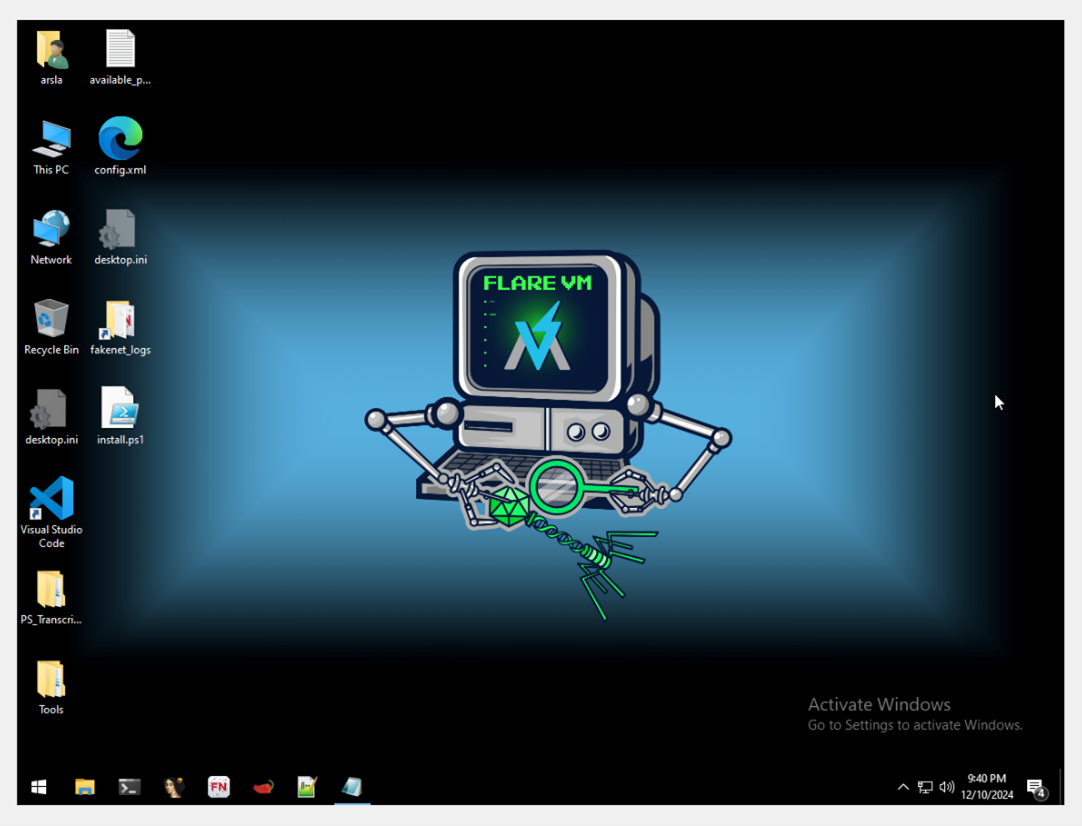 arsla
available_p...
This PC
config.xml
Network
desktop.ini
Recycle Bin
fakenet_logs
desktop.ini
install.ps1
Visual Studio
Code
PS_Transcri...
Tools
FLARE VM
Activate Windows
Go to Settings to activate Windows.
FN
9:40 PM
12/10/2024
4